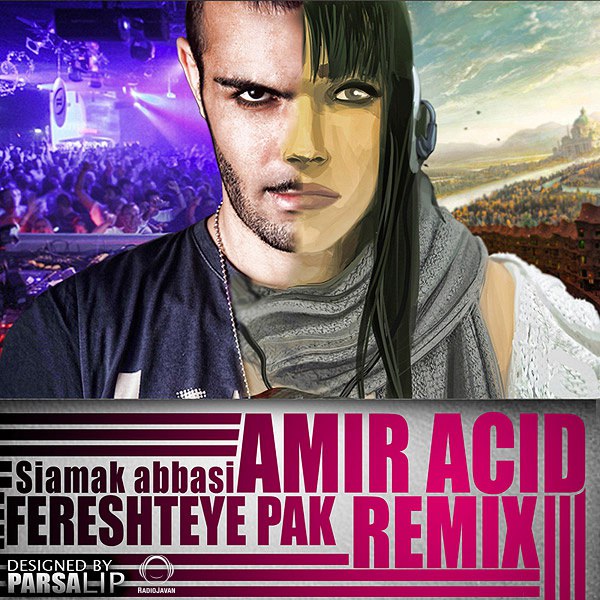 Siamak abbasi AMIR ACID
FERESHTEYE PAK REMIX
DESIGNED BY
PARSALIP
RADIOJAVAN